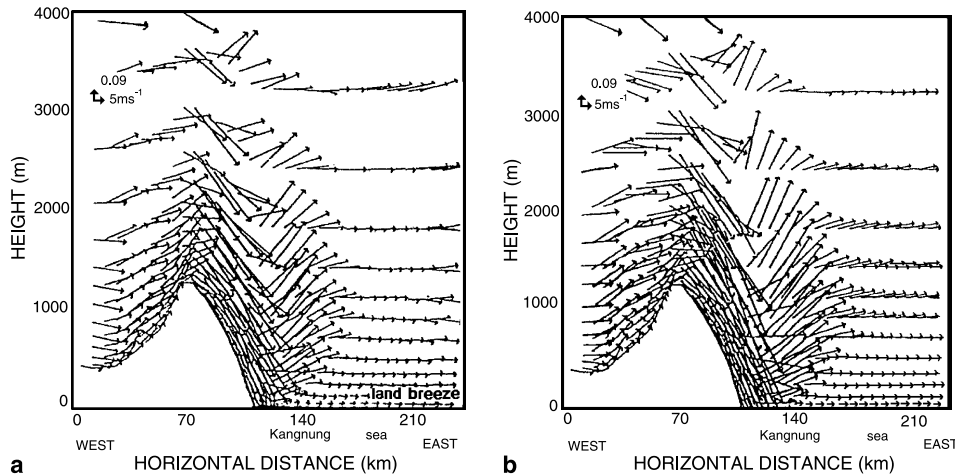 4000
3000
2000
1000
0
HEIGHT (m)
0.09
5ms⁻¹
land breeze
0 70 140 210
Kangnung sea
WEST EAST
a HORIZONTAL DISTANCE (km)
4000
3000
2000
1000
0
HEIGHT (m)
0.09
5ms⁻¹
0 70 140 210
Kangnung sea
WEST EAST
b HORIZONTAL DISTANCE (km)